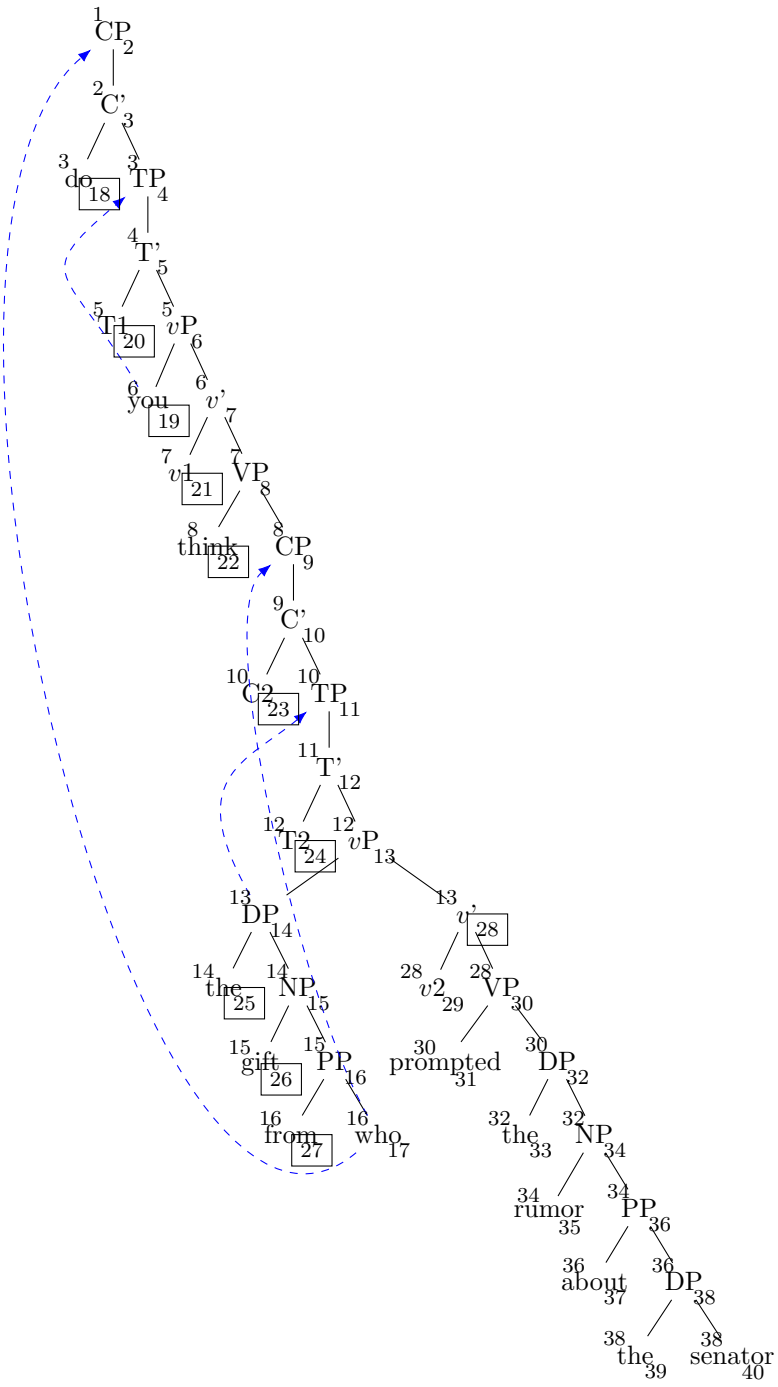 1 CP 2
2 C' 3
3 do 18 3 TP 4
4 T' 5
5 T1 20 5 vP 6
6 you 19 6 v' 7
7 v1 21 7 VP 8
8 think 22 8 CP 9
9 C' 10
10 C2 23 10 TP 11
11 T' 12
12 T2 24 12 vP 13
13 DP 14 13 v' 28
14 the 25 14 NP 15 28 v2 29 28 VP 30
15 gift 26 15 PP 16 30 prompted 31 30 DP 32
16 from 27 16 who 17 32 the 33 32 NP 34
34 rumor 35 34 PP 36
36 about 37 36 DP 38
38 the 39 38 senator 40